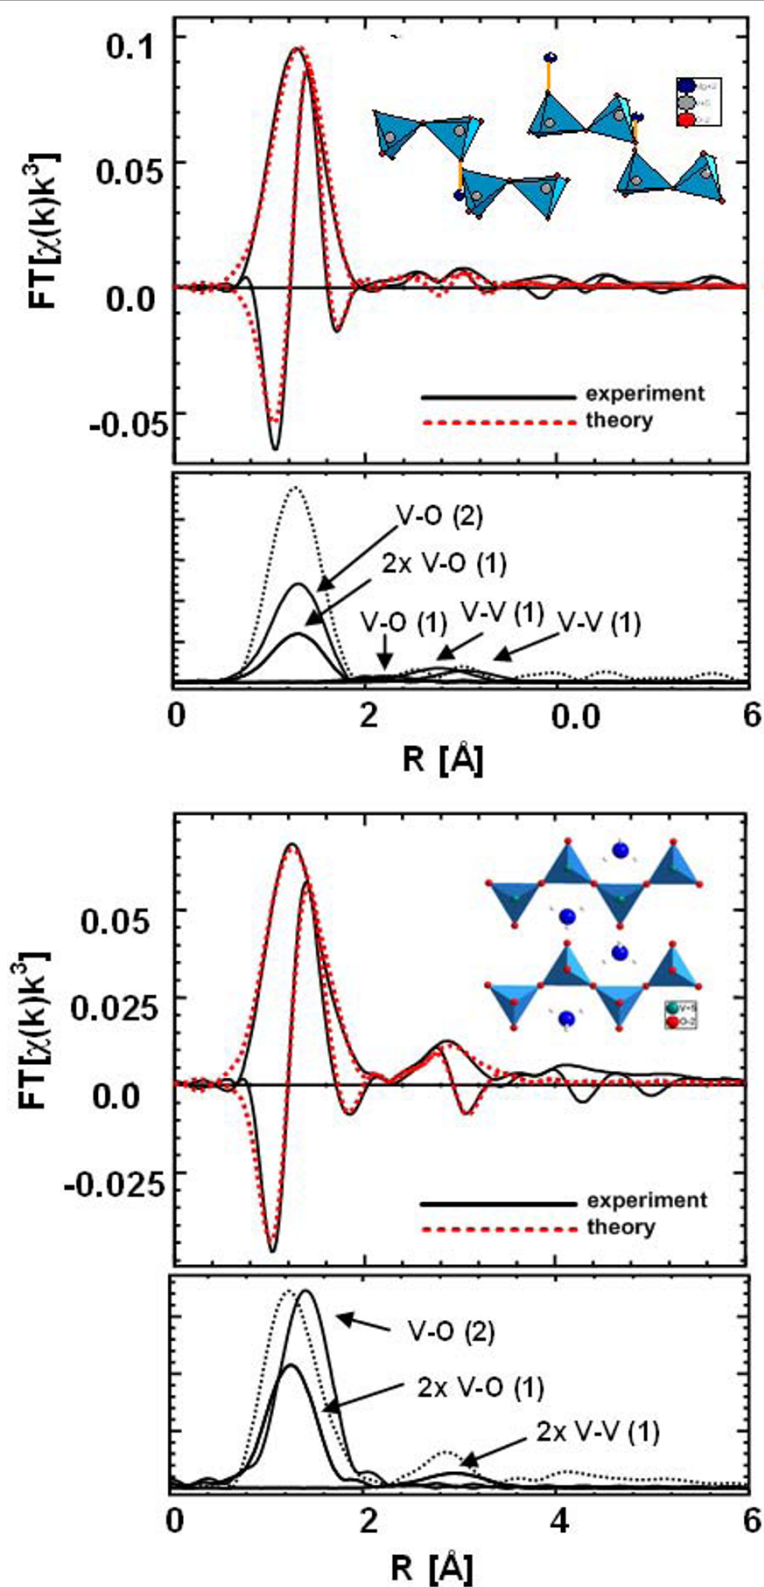 0.1
0.05
FT[χ(k)k³]
0.0
experiment
theory
-0.05
V-O (2)
2x V-O (1)
V-O (1)
V-V (1)
V-V (1)
0 2 0.0 6
R [Å]
0.05
FT[χ(k)k³]
0.025
V+5
O-2
0.0
-0.025
experiment
theory
V-O (2)
2x V-O (1)
2x V-V (1)
0 2 4 6
R [Å]